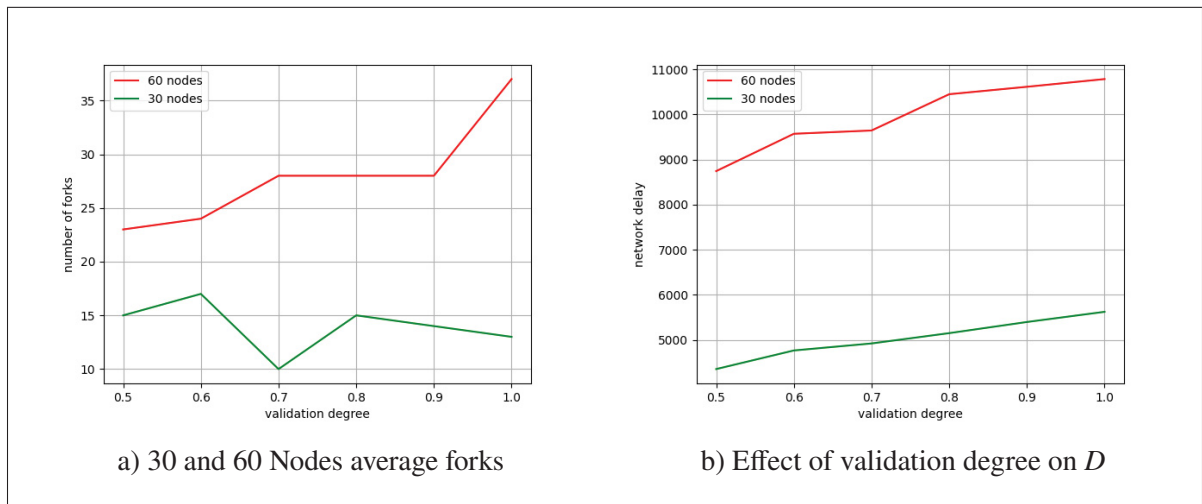 60 nodes
30 nodes
35
30
25
20
15
10
number of forks
0.5 0.6 0.7 0.8 0.9 1.0
validation degree
a) 30 and 60 Nodes average forks
60 nodes
30 nodes
11000
10000
9000
8000
7000
6000
5000
network delay
0.5 0.6 0.7 0.8 0.9 1.0
validation degree
b) Effect of validation degree on D